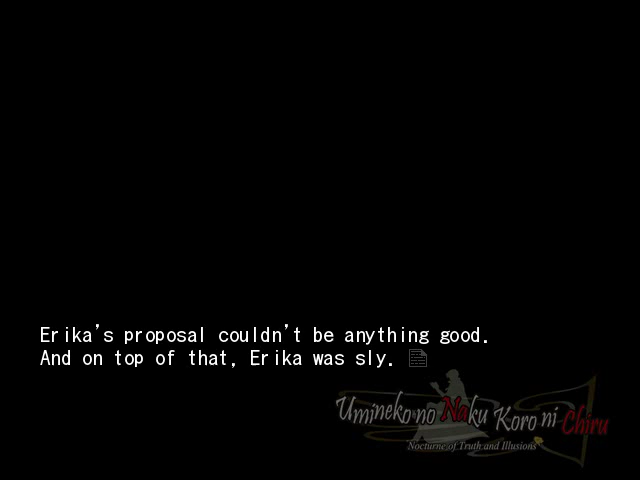 Erika's proposal couldn't be anything good.
And on top of that, Erika was sly.
Umineko no Naku Koro ni Chiru
Nocturne of Truth and Illusions